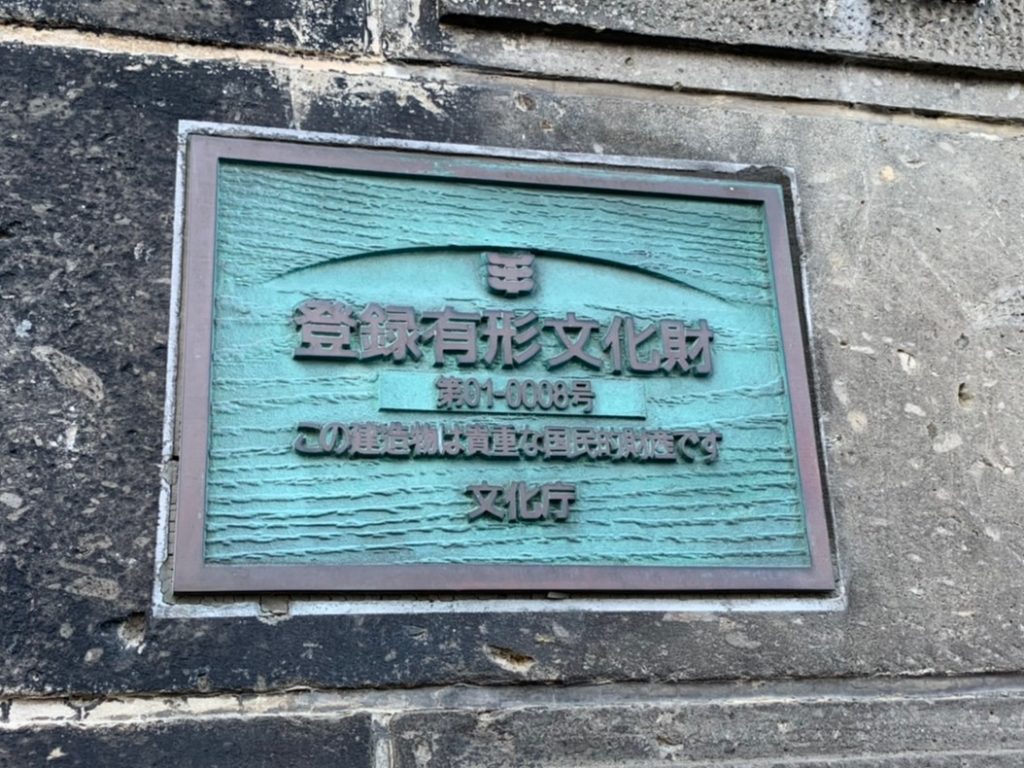 登録有形文化財
第01-0008号
この建造物は貴重な国民的財産です
文化庁